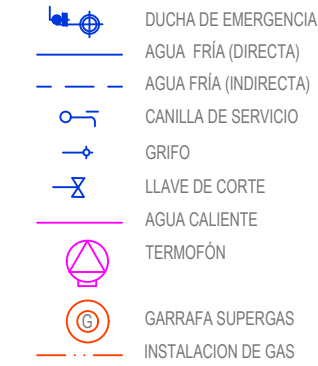 DUCHA DE EMERGENCIA
AGUA FRÍA (DIRECTA)
AGUA FRÍA (INDIRECTA)
CANILLA DE SERVICIO
GRIFO
LLAVE DE CORTE
AGUA CALIENTE
TERMOFÓN
G GARRAFA SUPERGAS
INSTALACION DE GAS